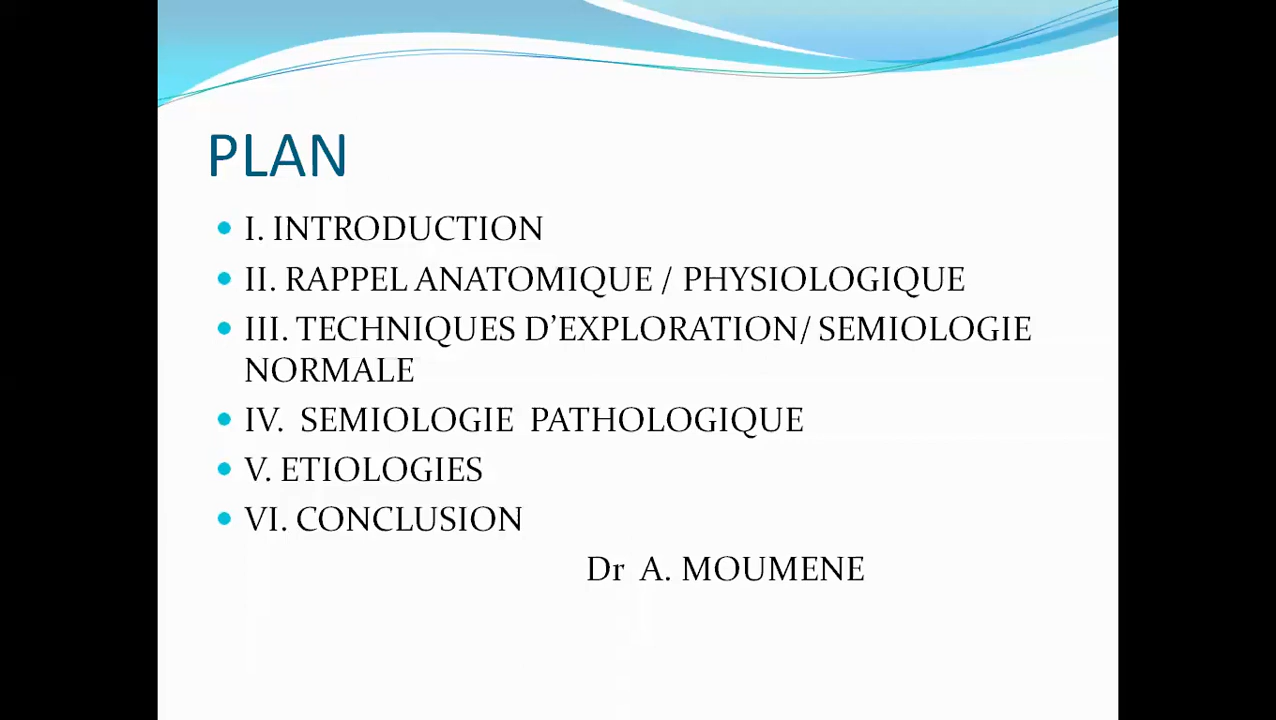 PLAN
I. INTRODUCTION
II. RAPPEL ANATOMIQUE / PHYSIOLOGIQUE
III. TECHNIQUES D’EXPLORATION/ SEMIOLOGIE
NORMALE
IV. SEMIOLOGIE PATHOLOGIQUE
V. ETIOLOGIES
VI. CONCLUSION
Dr A. MOUMENE